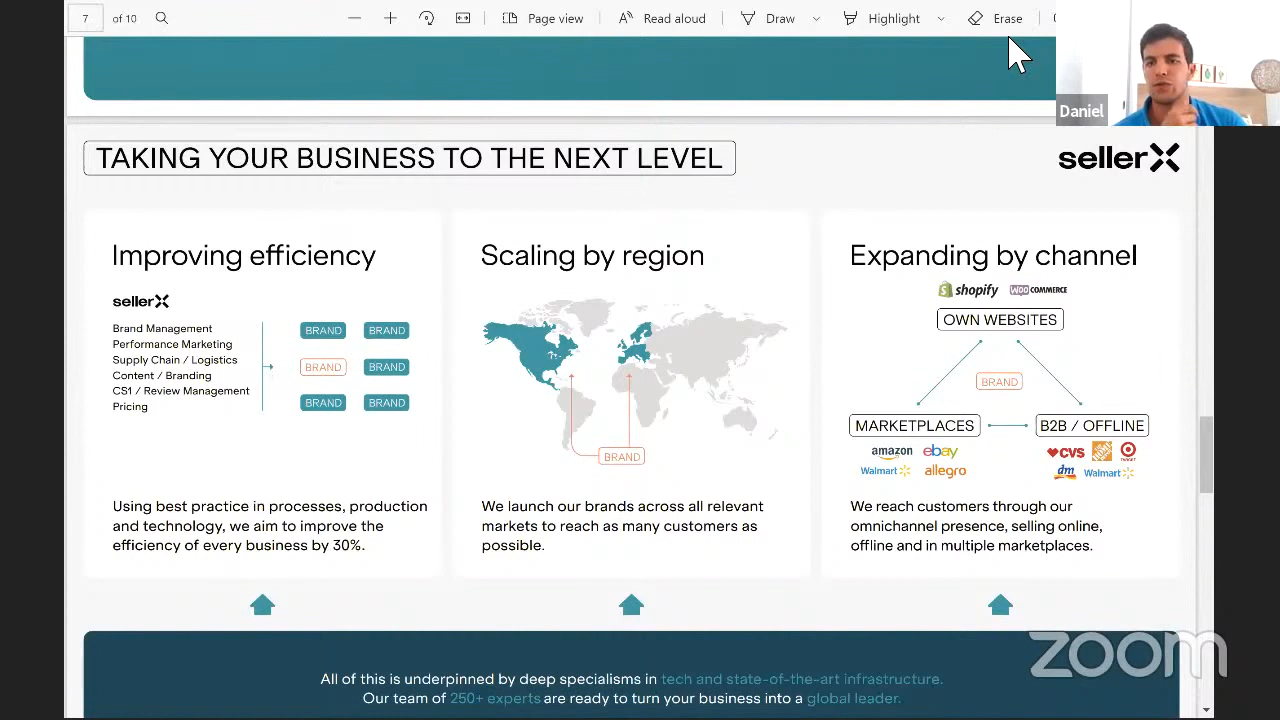 7 of 10
Page view
Read aloud
Draw
Highlight
Erase
Daniel
TAKING YOUR BUSINESS TO THE NEXT LEVEL
sellerX
Improving efficiency
sellerX
Brand Management
Performance Marketing
Supply Chain / Logistics
Content / Branding
CS1 / Review Management
Pricing
BRAND BRAND
BRAND BRAND
BRAND BRAND
Using best practice in processes, production
and technology, we aim to improve the
efficiency of every business by 30%.
Scaling by region
BRAND
We launch our brands across all relevant
markets to reach as many customers as
possible.
Expanding by channel
shopify WOO COMMERCE
OWN WEBSITES
BRAND
MARKETPLACES B2B / OFFLINE
amazon ebay
Walmart allegro
CVS TARGET
dm Walmart
We reach customers through our
omnichannel presence, selling online,
offline and in multiple marketplaces.
All of this is underpinned by deep specialisms in tech and state-of-the-art infrastructure.
Our team of 250+ experts are ready to turn your business into a global leader.
zoom